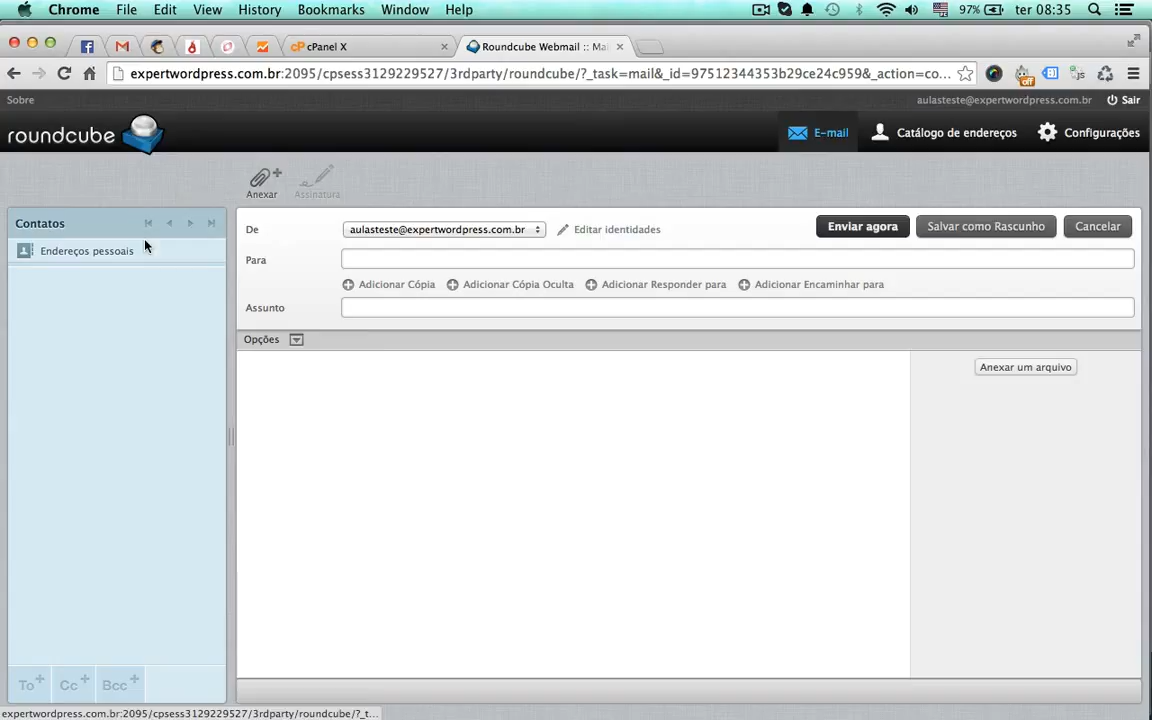 Chrome File Edit View History Bookmarks Window Help 97% ter 08:35
cPanel X Roundcube Webmail :: Ma
expertwordpress.com.br:2095/cpsess3129229527/3rdparty/roundcube/?_task=mail&_id=97512344353b29ce24c959&_action=co... off
Sobre aulasteste@expertwordpress.com.br Sair
roundcube E-mail Catálogo de endereços Configurações
Anexar Assinatura
Contatos
Endereços pessoais
De aulasteste@expertwordpress.com.br Editar identidades Enviar agora Salvar como Rascunho Cancelar
Para
Adicionar Cópia Adicionar Cópia Oculta Adicionar Responder para Adicionar Encaminhar para
Assunto
Opções
Anexar um arquivo
To+ Cc+ Bcc+
expertwordpress.com.br:2095/cpsess3129229527/3rdparty/roundcube/?_t...